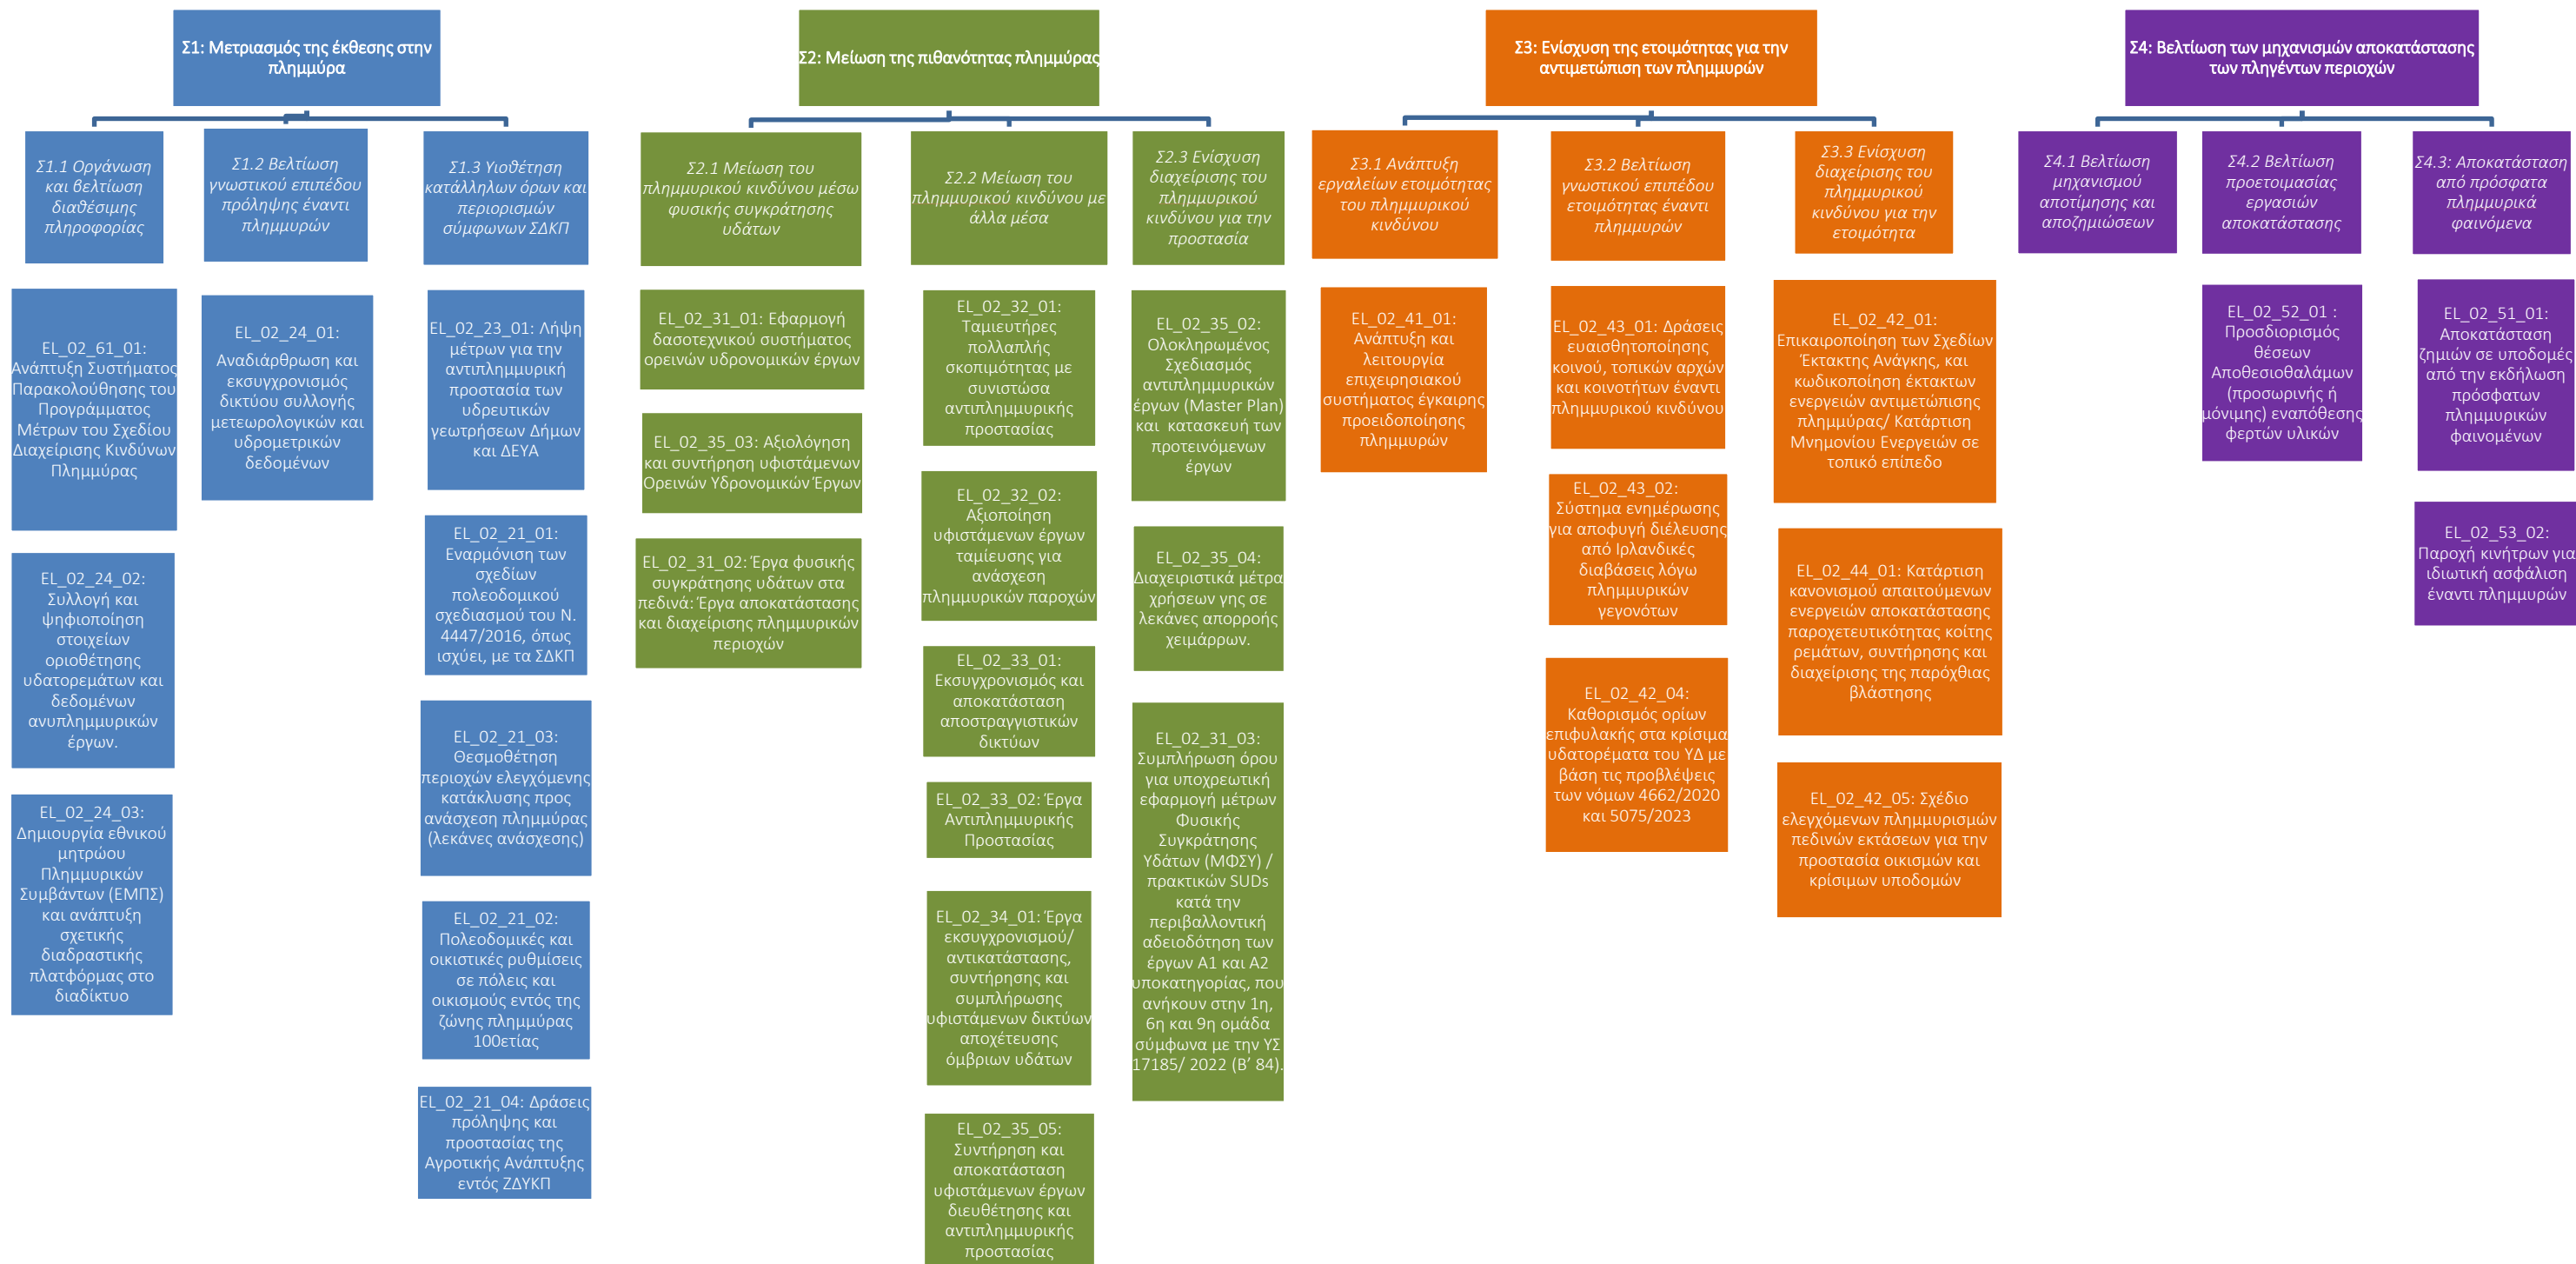 Σ1: Μετριασμός της έκθεσης στην
πλημμύρα
Σ1.1 Οργάνωση
και βελτίωση
διαθέσιμης
πληροφορίας
Σ1.2 Βελτίωση
γνωστικού επιπέδου
πρόληψης έναντι
πλημμυρών
Σ1.3 Υιοθέτηση
κατάλληλων όρων και
περιορισμών
σύμφωνων ΣΔΚΠ
EL_02_61_01:
Ανάπτυξη Συστήματος
Παρακολούθησης του
Προγράμματος
Μέτρων του Σχεδίου
Διαχείρισης Κινδύνων
Πλημμύρας
EL_02_24_02:
Συλλογή και
ψηφιοποίηση
στοιχείων
οριοθέτησης
υδατορεμάτων και
δεδομένων
ανυπλημμυρικών
έργων.
EL_02_24_03:
Δημιουργία εθνικού
μητρώου
Πλημμυρικών
Συμβάντων (ΕΜΠΣ)
και ανάπτυξη
σχετικής
διαδραστικής
πλατφόρμας στο
διαδίκτυο
EL_02_24_01:
Αναδιάρθρωση και
εκσυγχρονισμός
δικτύου συλλογής
μετεωρολογικών και
υδρομετρικών
δεδομένων
EL_02_23_01: Λήψη
μέτρων για την
αντιπλημμυρική
προστασία των
υδρευτικών
γεωτρήσεων Δήμων
και ΔΕΥΑ
EL_02_21_01:
Εναρμόνιση των
σχεδίων
πολεοδομικού
σχεδιασμού του Ν.
4447/2016, όπως
ισχύει, με τα ΣΔΚΠ
EL_02_21_03:
Θεσμοθέτηση
περιοχών ελεγχόμενης
κατάκλυσης προς
ανάσχεση πλημμύρας
(λεκάνες ανάσχεσης)
EL_02_21_02:
Πολεοδομικές και
οικιστικές ρυθμίσεις
σε πόλεις και
οικισμούς εντός της
ζώνης πλημμύρας
100ετίας
EL_02_21_04: Δράσεις
πρόληψης και
προστασίας της
Αγροτικής Ανάπτυξης
εντός ΖΔΥΚΠ
Σ2: Μείωση της πιθανότητας πλημμύρας
Σ2.1 Μείωση του
πλημμυρικού κινδύνου μέσω
φυσικής συγκράτησης
υδάτων
Σ2.2 Μείωση του
πλημμυρικού κινδύνου με
άλλα μέσα
Σ2.3 Ενίσχυση
διαχείρισης του
πλημμυρικού
κινδύνου για την
προστασία
EL_02_31_01: Εφαρμογή
δασοτεχνικού συστήματος
ορεινών υδρονομικών έργων
EL_02_35_03: Αξιολόγηση
και συντήρηση υφιστάμενων
Ορεινών Υδρονομικών Έργων
EL_02_31_02: Έργα φυσικής
συγκράτησης υδάτων στα
πεδινά: Έργα αποκατάστασης
και διαχείρισης πλημμυρικών
περιοχών
EL_02_32_01:
Ταμιευτήρες
πολλαπλής
σκοπιμότητας με
συνιστώσα
αντιπλημμυρικής
προστασίας
EL_02_32_02:
Αξιοποίηση
υφιστάμενων έργων
ταμίευσης για
ανάσχεση
πλημμυρικών παροχών
EL_02_33_01:
Εκσυγχρονισμός και
αποκατάσταση
αποστραγγιστικών
δικτύων
EL_02_33_02: Έργα
Αντιπλημμυρικής
Προστασίας
EL_02_34_01: Έργα
εκσυγχρονισμού/
αντικατάστασης,
συντήρησης και
συμπλήρωσης
υφιστάμενων δικτύων
αποχέτευσης
όμβριων υδάτων
EL_02_35_05:
Συντήρηση και
αποκατάσταση
υφιστάμενων έργων
διευθέτησης και
αντιπλημμυρικής
προστασίας
EL_02_35_02:
Ολοκληρωμένος
Σχεδιασμός
αντιπλημμυρικών
έργων (Master Plan)
και κατασκευή των
προτεινόμενων
έργων
EL_02_35_04:
Διαχειριστικά μέτρα
χρήσεων γης σε
λεκάνες απορροής
χειμάρρων.
EL_02_31_03:
Συμπλήρωση όρου
για υποχρεωτική
εφαρμογή μέτρων
Φυσικής
Συγκράτησης
Υδάτων (ΜΦΣΥ) /
πρακτικών SUDs
κατά την
περιβαλλοντική
αδειοδότηση των
έργων Α1 και Α2
υποκατηγορίας, που
ανήκουν στην 1η,
6η και 9η ομάδα
σύμφωνα με την ΥΣ
17185/ 2022 (Β’ 84).
Σ3: Ενίσχυση της ετοιμότητας για την
αντιμετώπιση των πλημμυρών
Σ3.1 Ανάπτυξη
εργαλείων ετοιμότητας
του πλημμυρικού
κινδύνου
Σ3.2 Βελτίωση
γνωστικού επιπέδου
ετοιμότητας έναντι
πλημμυρών
Σ3.3 Ενίσχυση
διαχείρισης του
πλημμυρικού
κινδύνου για την
ετοιμότητα
EL_02_41_01:
Ανάπτυξη και
λειτουργία
επιχειρησιακού
συστήματος έγκαιρης
προειδοποίησης
πλημμυρών
EL_02_43_01: Δράσεις
ευαισθητοποίησης
κοινού, τοπικών αρχών
και κοινοτήτων έναντι
πλημμυρικού κινδύνου
EL_02_43_02:
Σύστημα ενημέρωσης
για αποφυγή διέλευσης
από Ιρλανδικές
διαβάσεις λόγω
πλημμυρικών
γεγονότων
EL_02_42_04:
Καθορισμός ορίων
επιφυλακής στα κρίσιμα
υδατορέματα του ΥΔ με
βάση τις προβλέψεις
των νόμων 4662/2020
και 5075/2023
EL_02_42_01:
Επικαιροποίηση των Σχεδίων
Έκτακτης Ανάγκης, και
κωδικοποίηση έκτακτων
ενεργειών αντιμετώπισης
πλημμύρας/ Κατάρτιση
Μνημονίου Ενεργειών σε
τοπικό επίπεδο
EL_02_44_01: Κατάρτιση
κανονισμού απαιτούμενων
ενεργειών αποκατάστασης
παροχετευτικότητας κοίτης
ρεμάτων, συντήρησης και
διαχείρισης της παρόχθιας
βλάστησης
EL_02_42_05: Σχέδιο
ελεγχόμενων πλημμυρισμών
πεδινών εκτάσεων για την
προστασία οικισμών και
κρίσιμων υποδομών
Σ4: Βελτίωση των μηχανισμών αποκατάστασης
των πληγέντων περιοχών
Σ4.1 Βελτίωση
μηχανισμού
αποτίμησης και
αποζημιώσεων
Σ4.2 Βελτίωση
προετοιμασίας
εργασιών
αποκατάστασης
Σ4.3: Αποκατάσταση
από πρόσφατα
πλημμυρικά
φαινόμενα
EL_02_52_01 :
Προσδιορισμός
θέσεων
Αποθεσιοθαλάμων
(προσωρινής ή
μόνιμης) εναπόθεσης
φερτών υλικών
EL_02_51_01:
Αποκατάσταση
ζημιών σε υποδομές
από την εκδήλωση
πρόσφατων
πλημμυρικών
φαινομένων
EL_02_53_02:
Παροχή κινήτρων για
ιδιωτική ασφάλιση
έναντι πλημμυρών